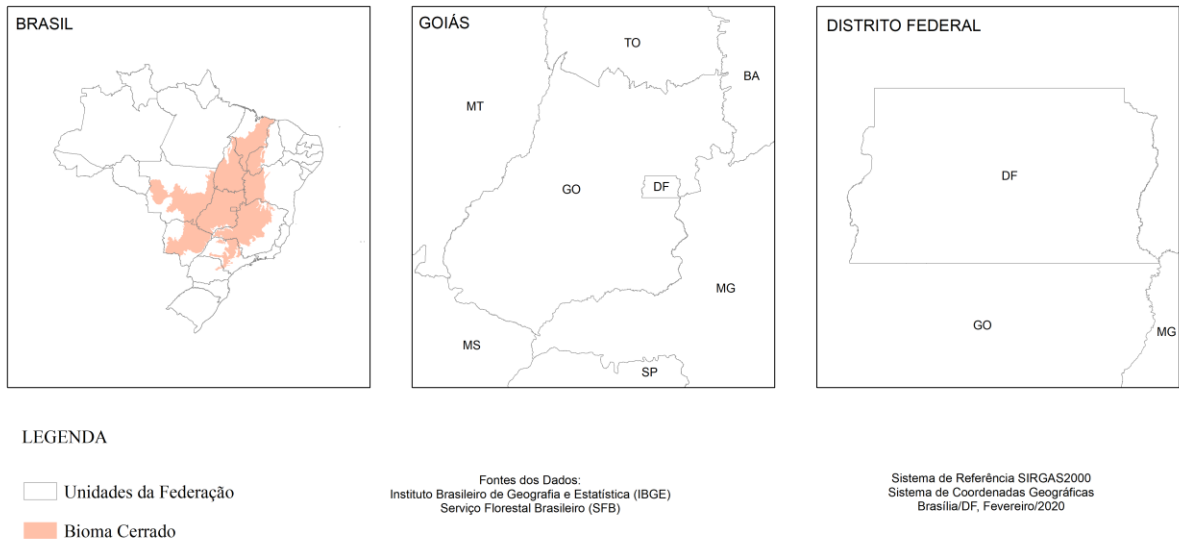 BRASIL
GOIÁS
TO
BA
MT
GO
DF
MG
MS
SP
DISTRITO FEDERAL
DF
GO
MG
LEGENDA
Unidades da Federação
Bioma Cerrado
Fontes dos Dados:
Instituto Brasileiro de Geografia e Estatística (IBGE)
Serviço Florestal Brasileiro (SFB)
Sistema de Referência SIRGAS2000
Sistema de Coordenadas Geográficas
Brasília/DF, Fevereiro/2020